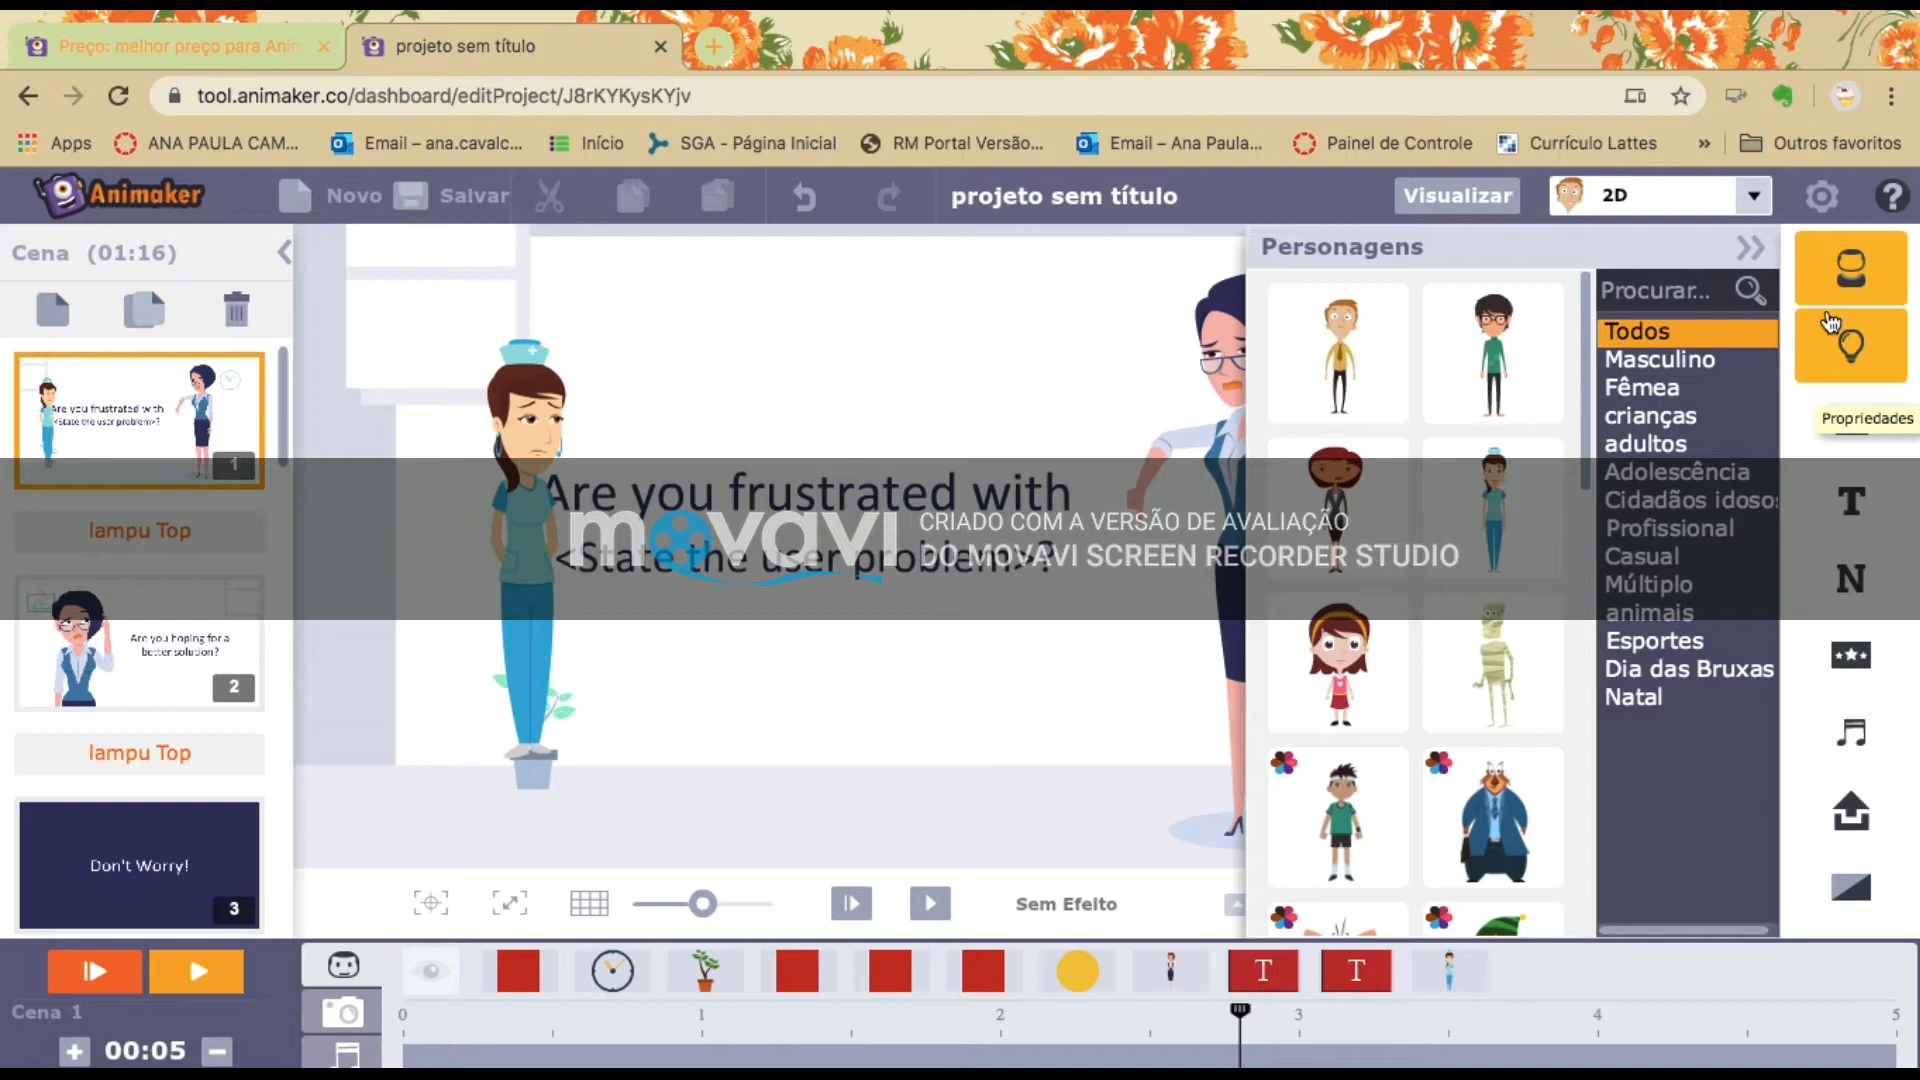 Preço: melhor preço para Anim
projeto sem título
tool.animaker.co/dashboard/editProject/J8rKYKysKYjv
Apps
ANA PAULA CAM...
Email – ana.cavalc...
Início
SGA - Página Inicial
RM Portal Versão...
Email – Ana Paula...
Painel de Controle
Currículo Lattes
»
Outros favoritos
Animaker
Novo
Salvar
projeto sem título
Visualizar
2D
Cena (01:16)
Personagens
Procurar...
Todos
Masculino
Fêmea
crianças
adultos
Adolescência
Cidadãos idosos
Profissional
Casual
Múltiplo
animais
Esportes
Dia das Bruxas
Natal
Propriedades
T
N
Are you frustrated with
<State the user problem>?
1
lampu Top
Are you hoping for a
better solution?
2
lampu Top
Don't Worry!
3
Are you frustrated with
<State the user problem>?
movavi
CRIADO COM A VERSÃO DE AVALIAÇÃO
DO MOVAVI SCREEN RECORDER STUDIO
Sem Efeito
T
T
Cena 1
00:05
0
1
2
3
4
5